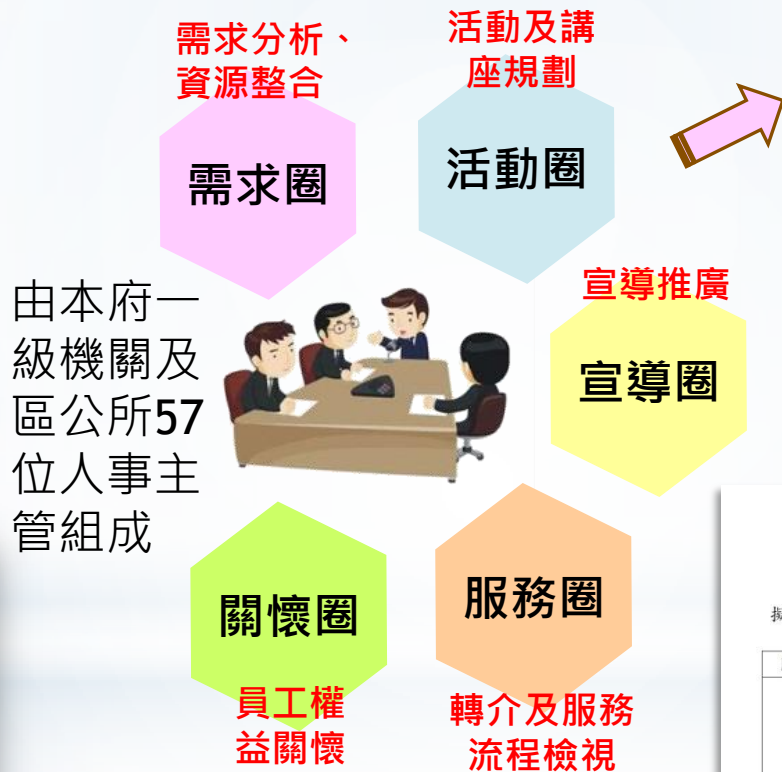 需求分析、
資源整合
活動及講
座規劃
需求圈
活動圈
宣導推廣
由本府一
級機關及
區公所57
位人事主
管組成
宣導圈
關懷圈
服務圈
員工權
益關懷
轉介及服務
流程檢視